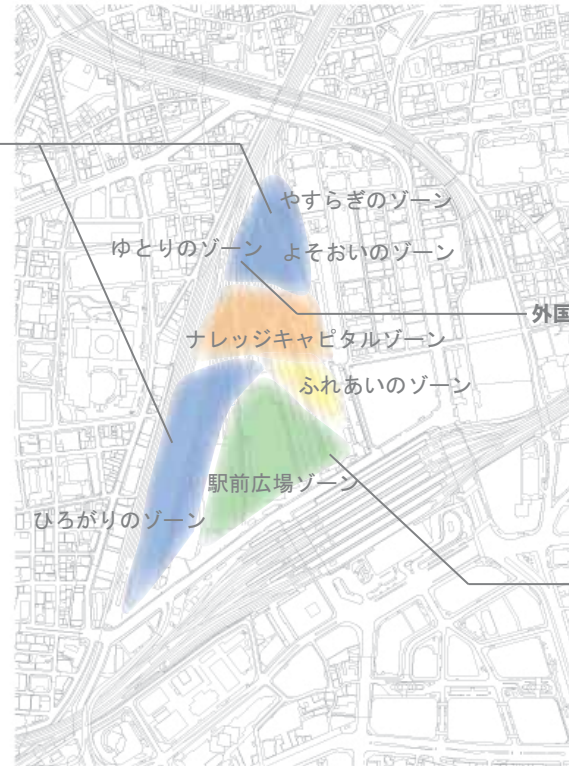 やすらぎのゾーン
ゆとりのゾーン
よそおいのゾーン
外国
ナレッジキャピタルゾーン
ふれあいのゾーン
駅前広場ゾーン
ひろがりのゾーン